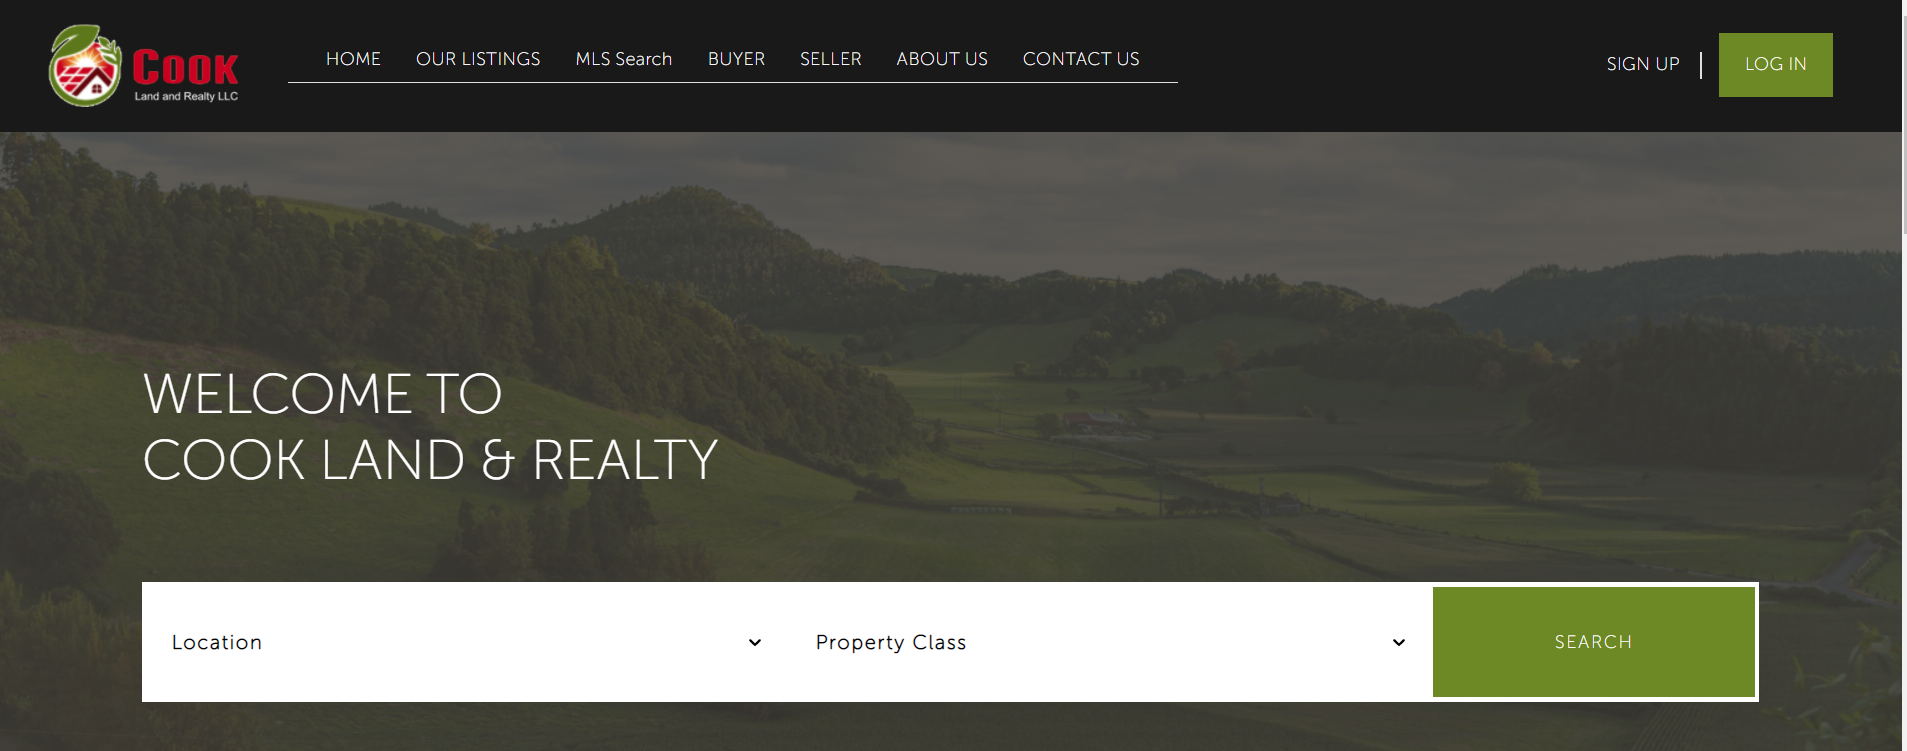 Cook
Land and Realty LLC
HOME OUR LISTINGS MLS Search BUYER SELLER ABOUT US CONTACT US
SIGN UP | LOG IN
WELCOME TO
COOK LAND & REALTY
Location Property Class SEARCH